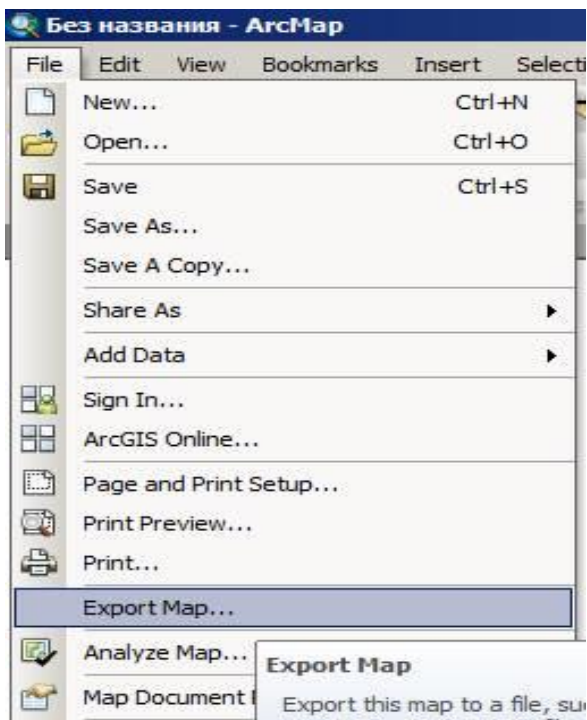 Без названия - ArcMap
File Edit View Bookmarks Insert Selecti
New... Ctrl+N
Open... Ctrl+O
Save Ctrl+S
Save As...
Save A Copy...
Share As
Add Data
Sign In...
ArcGIS Online...
Page and Print Setup...
Print Preview...
Print...
Export Map...
Analyze Map...
Export Map
Map Document
Export this map to a file, su